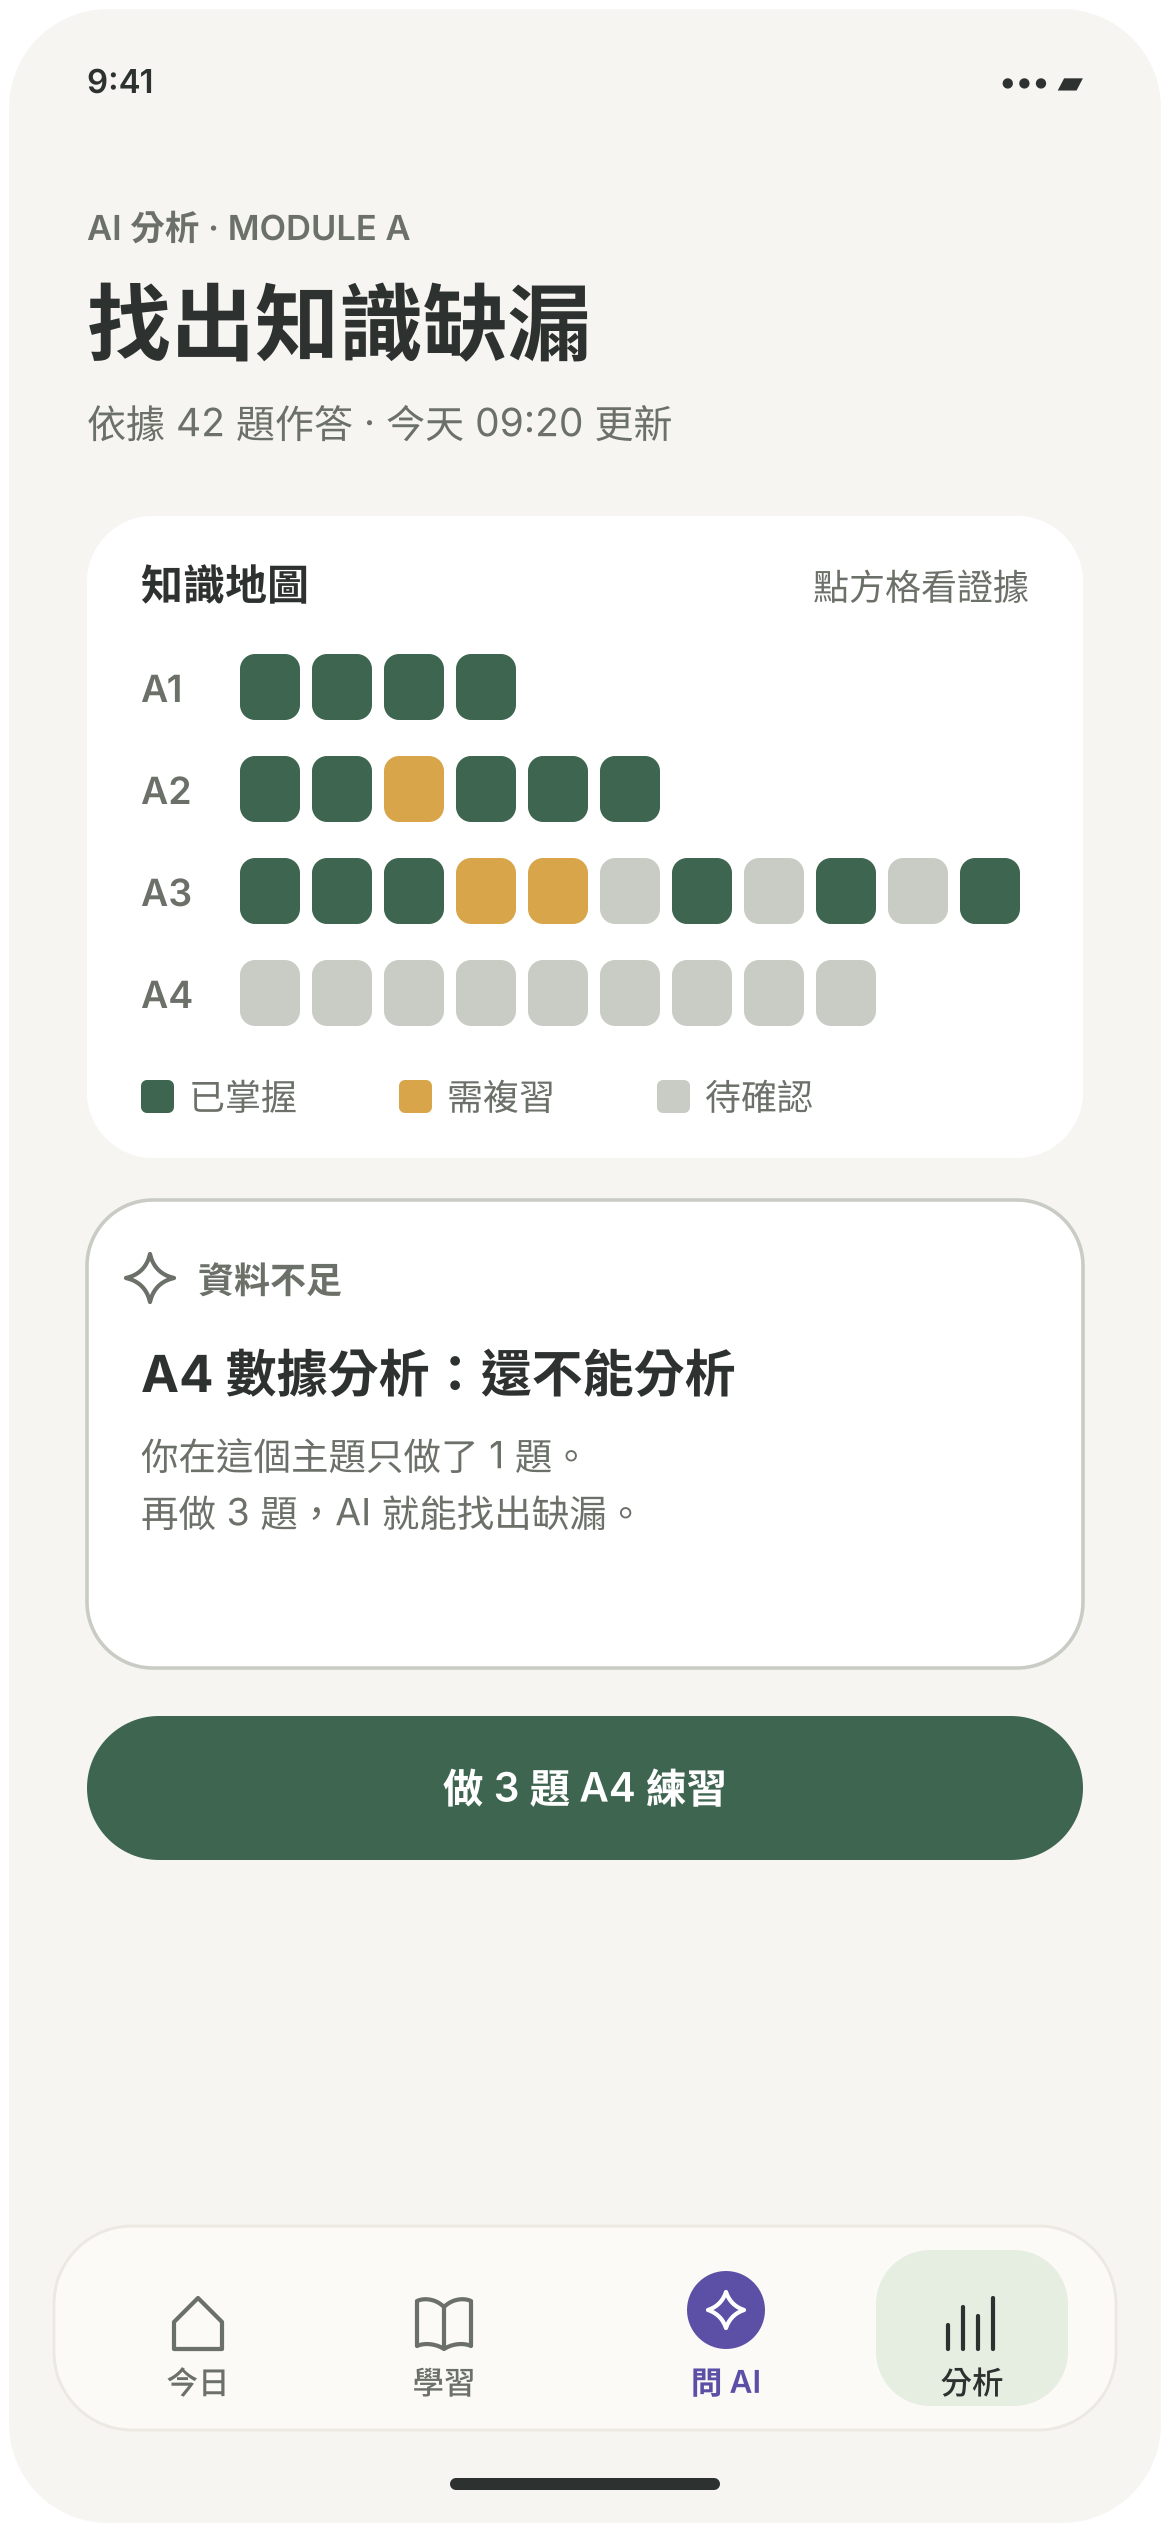 9:41
AI 分析 · MODULE A
找出知識缺漏
依據 42 題作答 · 今天 09:20 更新
知識地圖
點方格看證據
A1
A2
A3
A4
已掌握
需複習
待確認
資料不足
A4 數據分析：還不能分析
你在這個主題只做了 1 題。
再做 3 題，AI 就能找出缺漏。
做 3 題 A4 練習
今日
學習
問 AI
分析